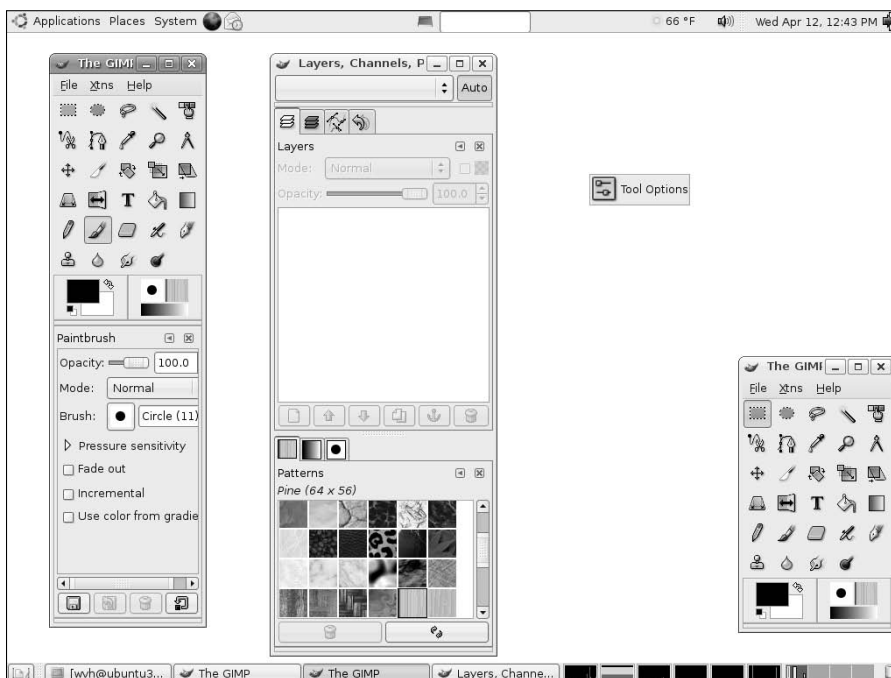 Applications Places System
66 °F
Wed Apr 12, 12:43 PM
The GIMP
File Xtns Help
Paintbrush
Opacity: 100.0
Mode: Normal
Brush: Circle (11)
Pressure sensitivity
Fade out
Incremental
Use color from gradie
Layers, Channels, P
Auto
Layers
Mode: Normal
Opacity: 100.0
Patterns
Pine (64 x 56)
Tool Options
The GIMP
File Xtns Help
[wvh@ubuntu3... The GIMP The GIMP Layers, Channe...